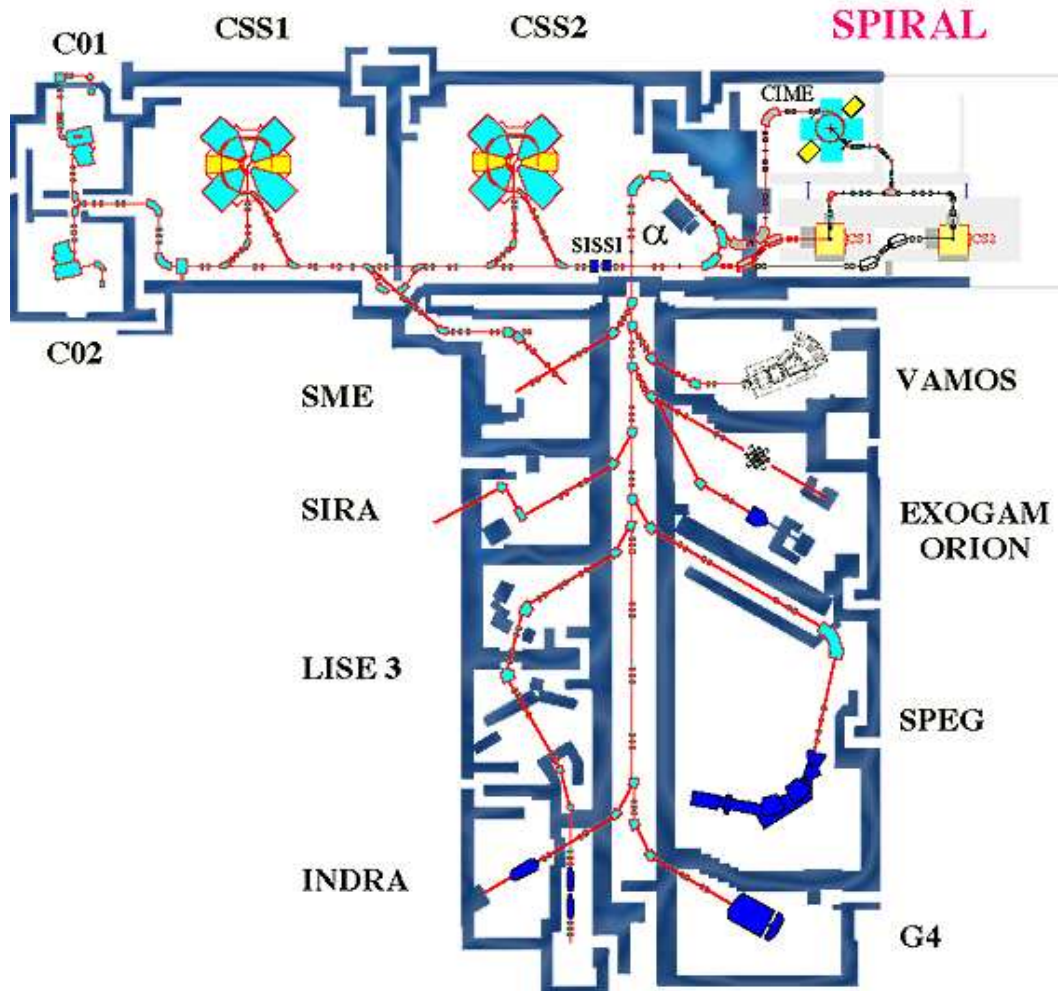 C01
CSS1
CSS2
SPIRAL
CIME
α
SISSI
CS1
CS2
C02
SME
VAMOS
SIRA
EXOGAM
ORION
LISE 3
SPEG
INDRA
G4